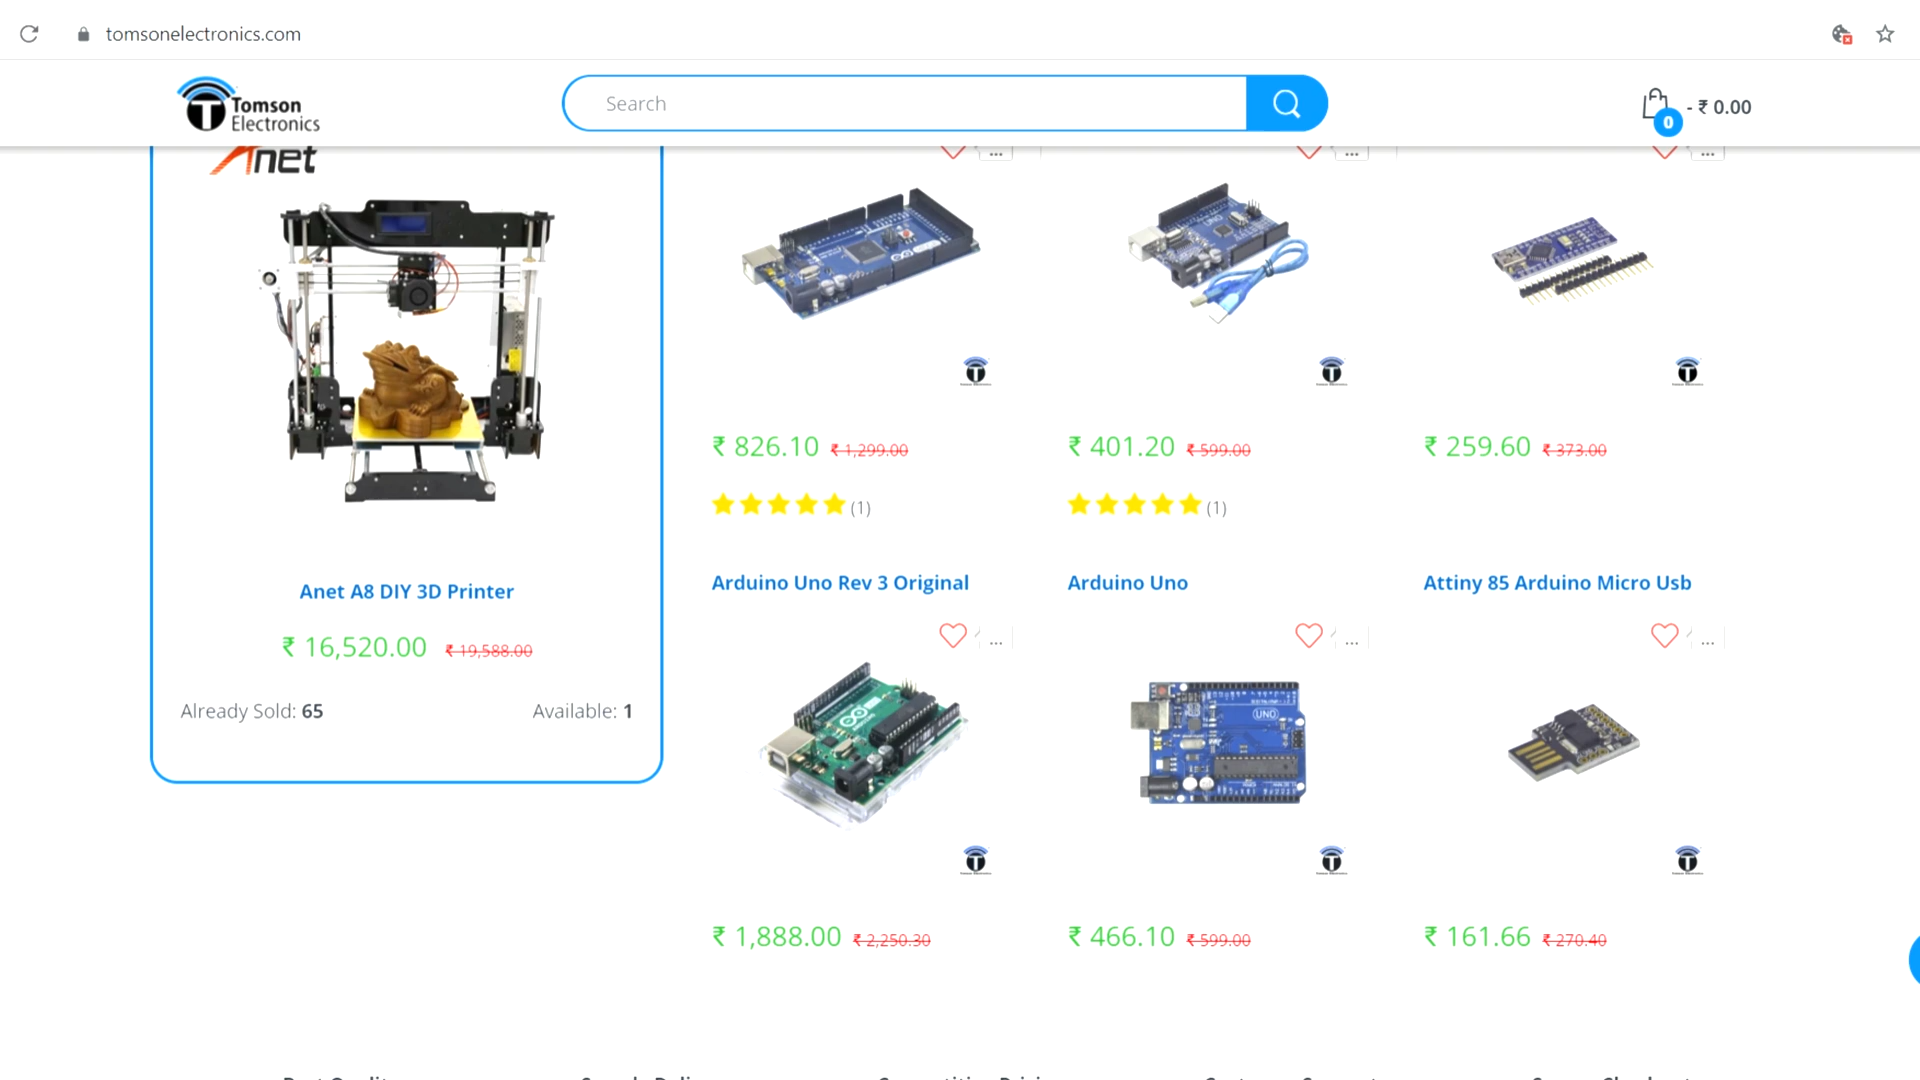 tomsonelectronics.com
Tomson
Electronics
Search
0
- ₹ 0.00
Anet
...
...
...
₹ 826.10 ₹ 1,299.00
₹ 401.20 ₹ 599.00
₹ 259.60 ₹ 373.00
(1)
(1)
Anet A8 DIY 3D Printer
₹ 16,520.00 ₹ 19,588.00
Already Sold: 65
Available: 1
Arduino Uno Rev 3 Original
Arduino Uno
Attiny 85 Arduino Micro Usb
...
...
...
UNO
₹ 1,888.00 ₹ 2,250.30
₹ 466.10 ₹ 599.00
₹ 161.66 ₹ 270.40